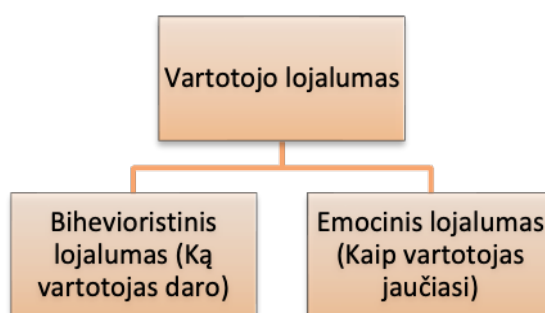 Vartotojo lojalumas
Bihevioristinis
lojalumas (Ką
vartotojas daro)
Emocinis lojalumas
(Kaip vartotojas
jaučiasi)